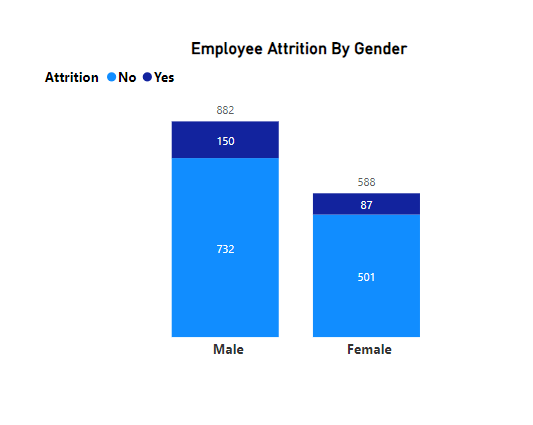 Employee Attrition By Gender
Attrition No Yes
882
150
588
87
732
501
Male Female